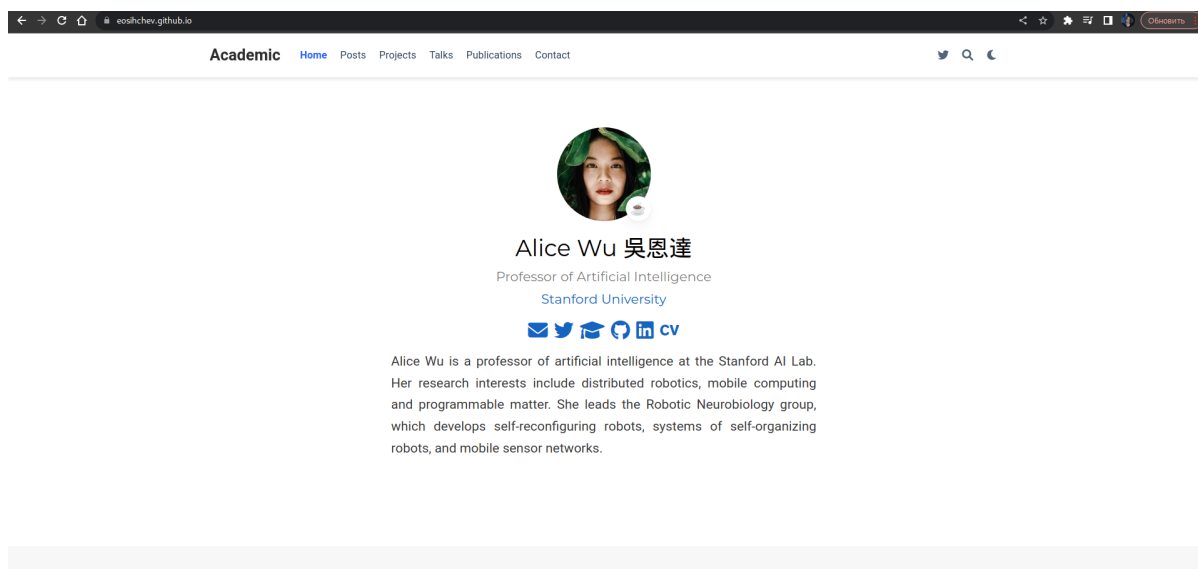 eosihchev.github.io
Обновить
Academic Home Posts Projects Talks Publications Contact
Alice Wu 吳恩達
Professor of Artificial Intelligence
Stanford University
CV
Alice Wu is a professor of artificial intelligence at the Stanford AI Lab.
Her research interests include distributed robotics, mobile computing
and programmable matter. She leads the Robotic Neurobiology group,
which develops self-reconfiguring robots, systems of self-organizing
robots, and mobile sensor networks.